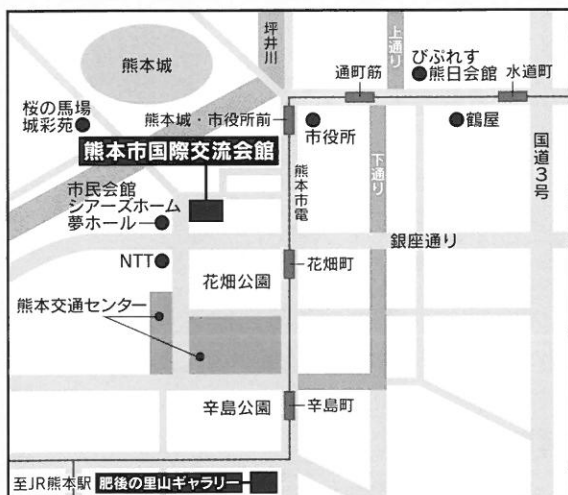 坪井川
上通り
びぷれす
熊日会館
熊本城
通町筋
水道町
桜の馬場
城彩苑
熊本城・市役所前
市役所
鶴屋
国道3号
熊本市国際交流会館
下通り
市民会館
シアーズホーム
夢ホール
熊本市電
銀座通り
NTT
花畑公園
花畑町
熊本交通センター
辛島公園
辛島町
至JR熊本駅
肥後の里山ギャラリー